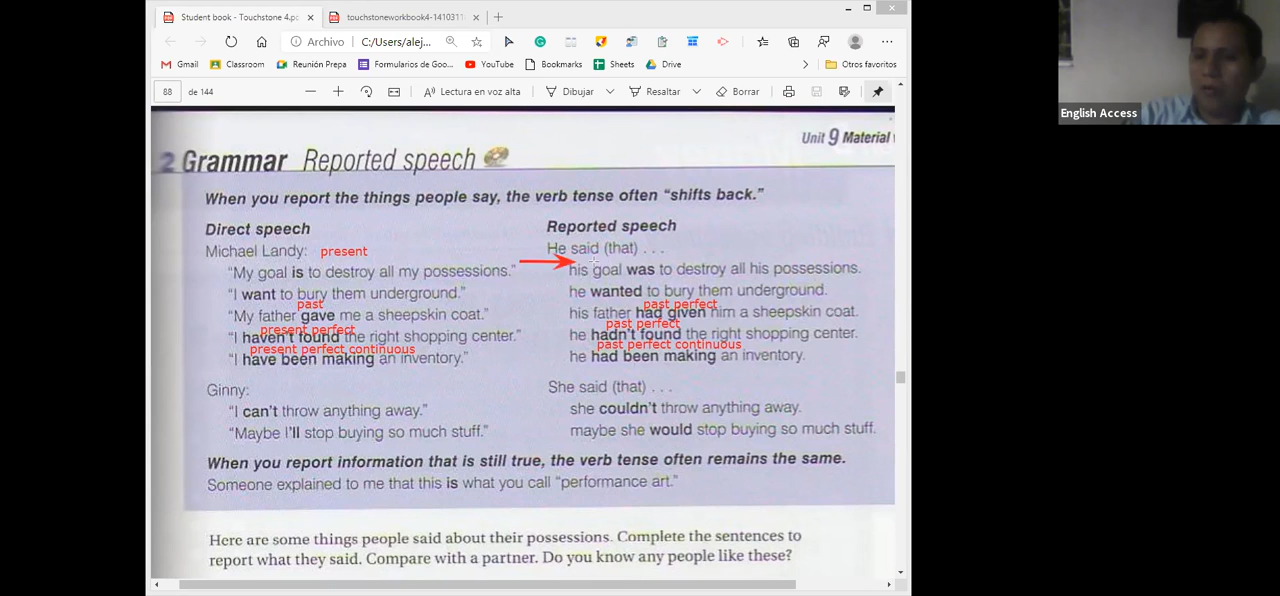 Student book - Touchstone 4.pc
touchstoneworkbook4-1410311
Archivo C:/Users/alej...
Gmail Classroom Reunión Prepa Formularios de Goo... YouTube Bookmarks Sheets Drive Otros favoritos
88 de 144 Lectura en voz alta Dibujar Resaltar Borrar
English Access
Unit 9 Material
2 Grammar Reported speech
When you report the things people say, the verb tense often “shifts back.”
Direct speech Reported speech
Michael Landy: present He said (that) . . .
“My goal is to destroy all my possessions.” his goal was to destroy all his possessions.
“I want to bury them underground.” he wanted to bury them underground.
past past perfect
“My father gave me a sheepskin coat.” his father had given him a sheepskin coat.
present perfect past perfect
“I haven't found the right shopping center.” he hadn't found the right shopping center.
present perfect continuous past perfect continuous
“I have been making an inventory.” he had been making an inventory.
Ginny: She said (that) . . .
“I can't throw anything away.” she couldn't throw anything away.
“Maybe I'll stop buying so much stuff.” maybe she would stop buying so much stuff.
When you report information that is still true, the verb tense often remains the same.
Someone explained to me that this is what you call “performance art.”
Here are some things people said about their possessions. Complete the sentences to
report what they said. Compare with a partner. Do you know any people like these?